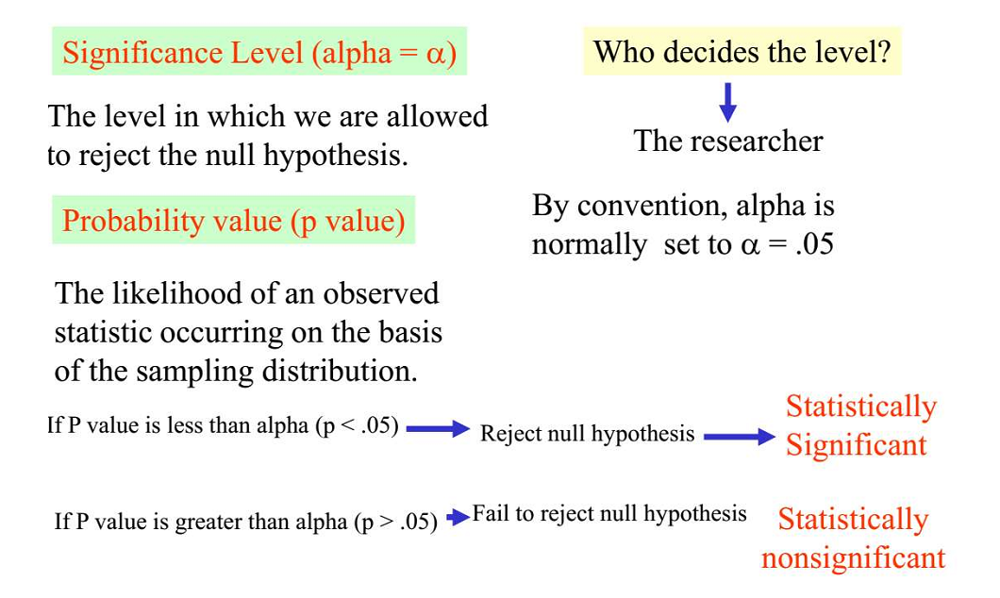 Significance Level (alpha = α)
The level in which we are allowed
to reject the null hypothesis.
Who decides the level?
The researcher
By convention, alpha is
normally set to α = .05
Probability value (p value)
The likelihood of an observed
statistic occurring on the basis
of the sampling distribution.
If P value is less than alpha (p < .05)
Reject null hypothesis
Statistically
Significant
If P value is greater than alpha (p > .05)
Fail to reject null hypothesis
Statistically
nonsignificant